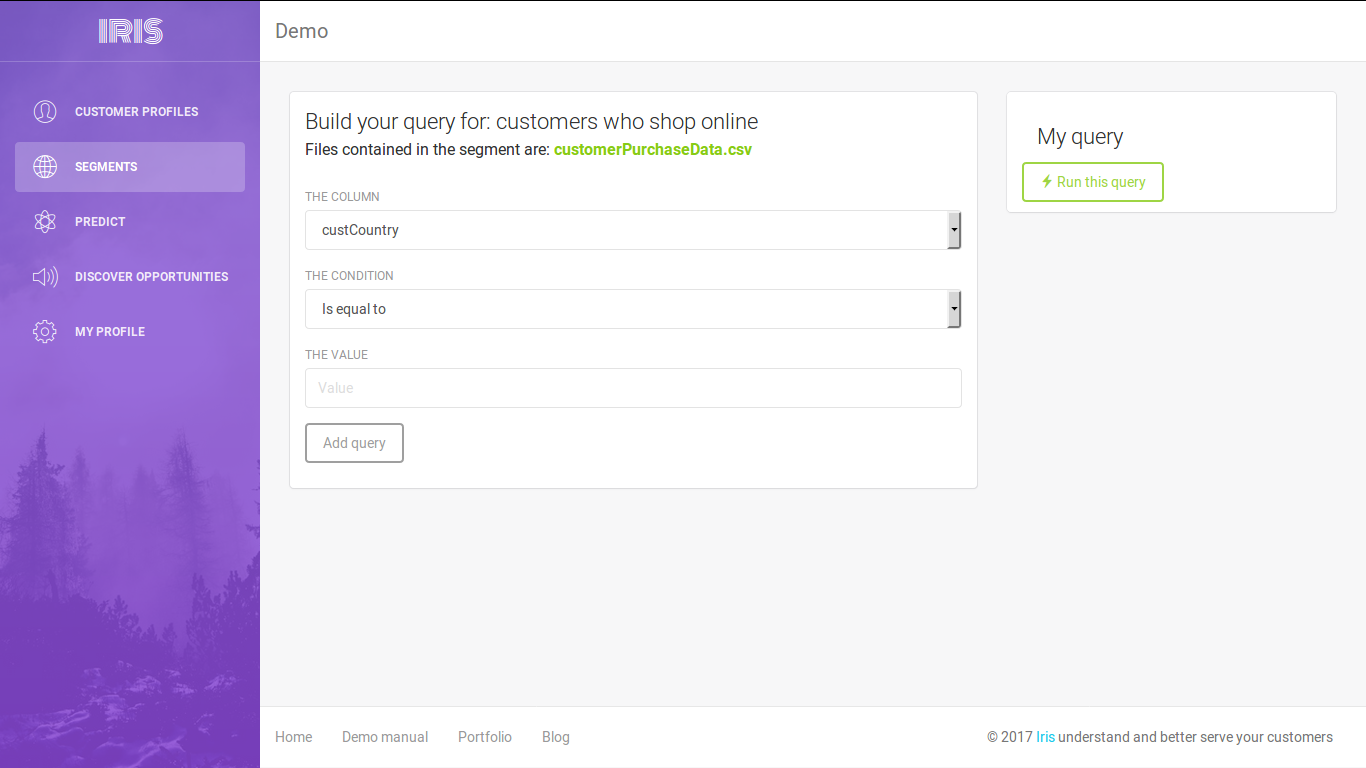 IRIS
CUSTOMER PROFILES
SEGMENTS
PREDICT
DISCOVER OPPORTUNITIES
MY PROFILE
Demo
Build your query for: customers who shop online
Files contained in the segment are: customerPurchaseData.csv
THE COLUMN
custCountry
THE CONDITION
Is equal to
THE VALUE
Value
Add query
My query
Run this query
Home Demo manual Portfolio Blog
© 2017 Iris understand and better serve your customers